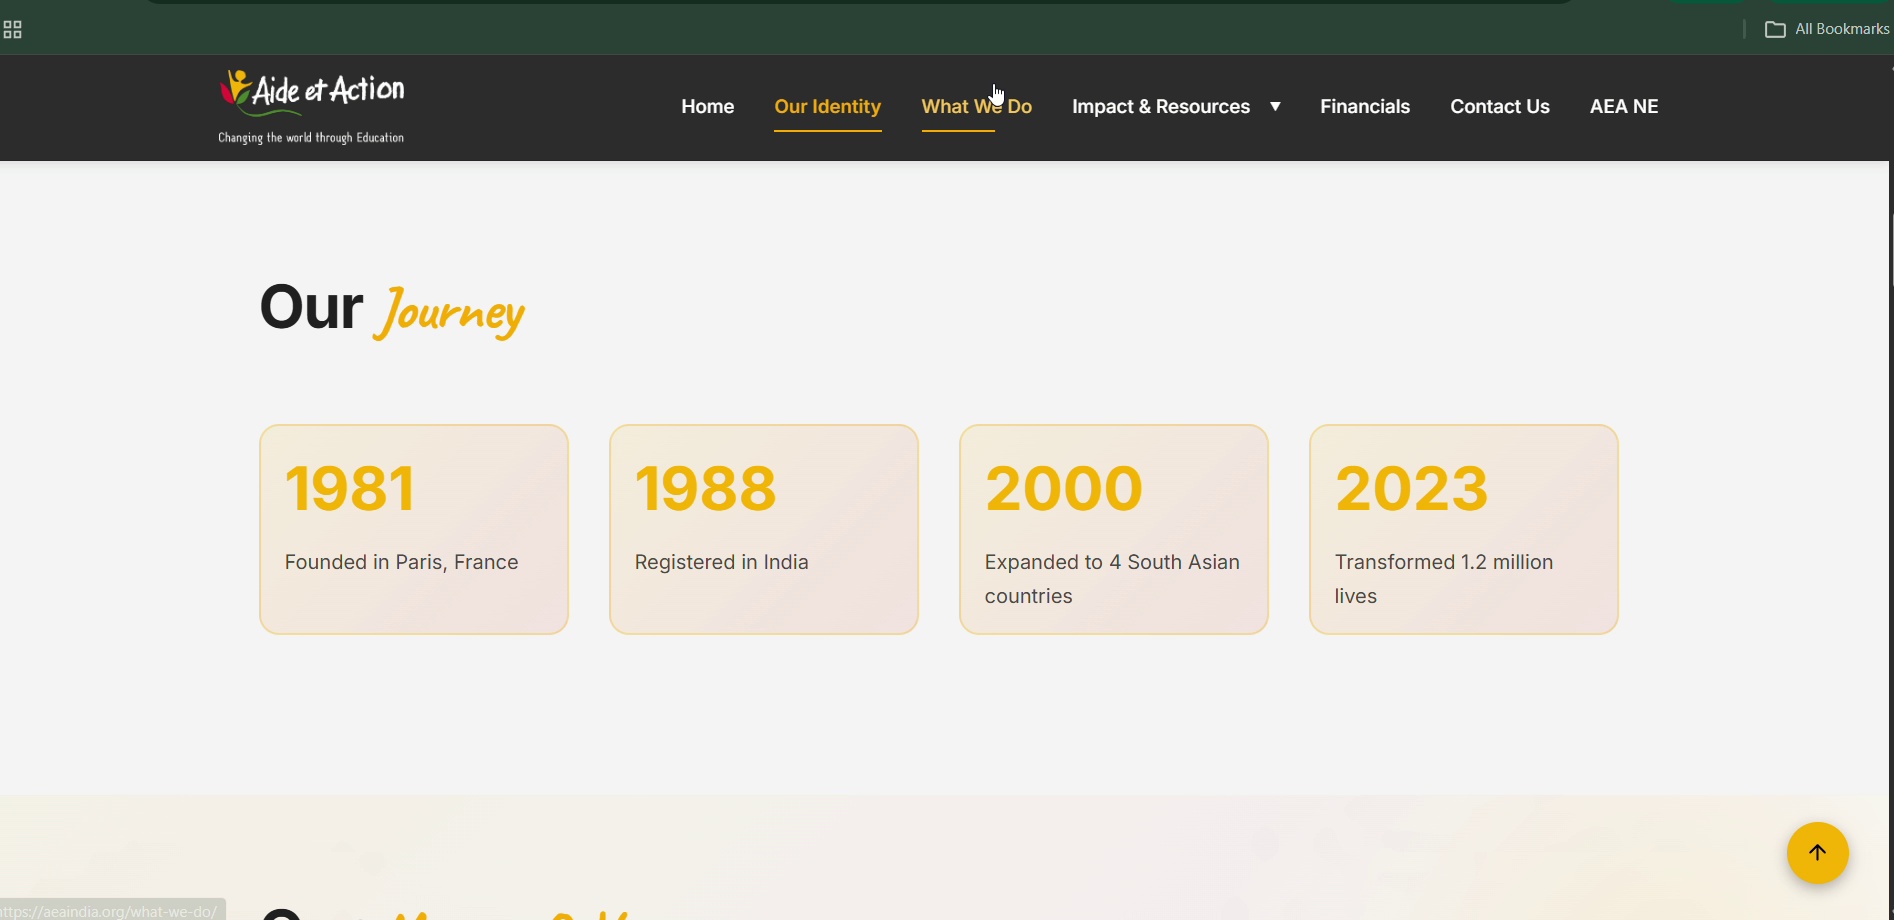 All Bookmarks
Aide et Action
Changing the world through Education
Home Our Identity What We Do Impact & Resources ▼ Financials Contact Us AEA NE
Our Journey
1981
Founded in Paris, France
1988
Registered in India
2000
Expanded to 4 South Asian
countries
2023
Transformed 1.2 million
lives
https://aeaindia.org/what-we-do/